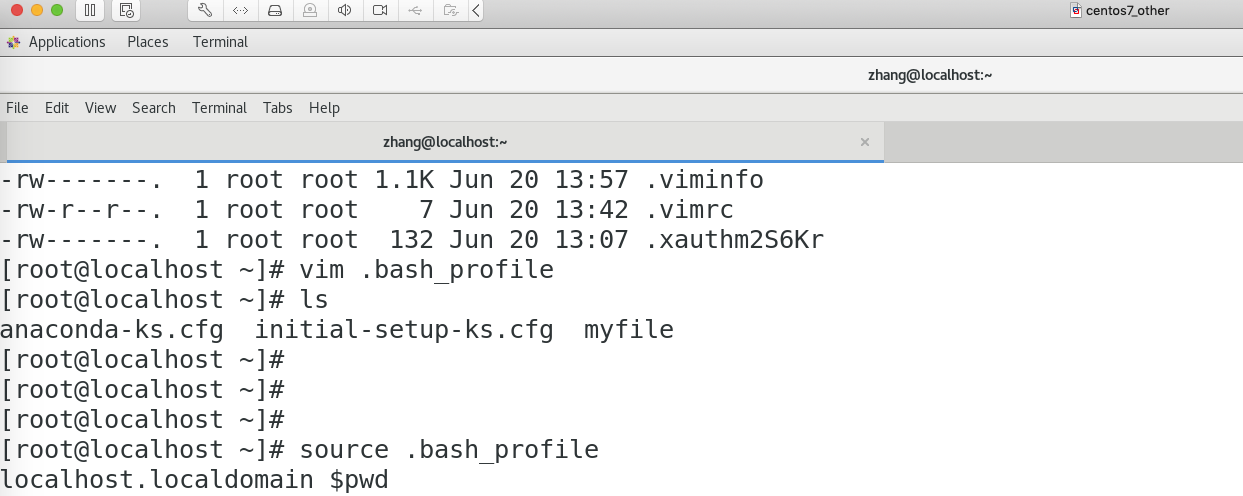 centos7_other
Applications Places Terminal
zhang@localhost:~
File Edit View Search Terminal Tabs Help
zhang@localhost:~ ×
-rw-------.  1 root root 1.1K Jun 20 13:57 .viminfo
-rw-r--r--.  1 root root    7 Jun 20 13:42 .vimrc
-rw-------.  1 root root  132 Jun 20 13:07 .xauthm2S6Kr
[root@localhost ~]# vim .bash_profile
[root@localhost ~]# ls
anaconda-ks.cfg  initial-setup-ks.cfg  myfile
[root@localhost ~]#
[root@localhost ~]#
[root@localhost ~]#
[root@localhost ~]# source .bash_profile
localhost.localdomain $pwd